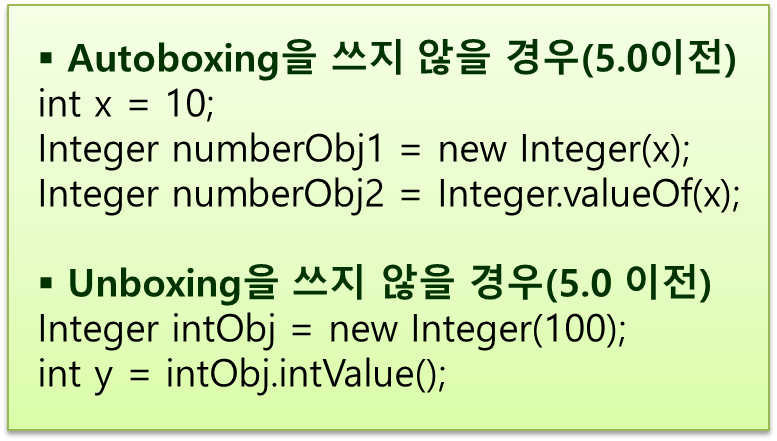 ▪ Autoboxing을 쓰지 않을 경우(5.0이전)
int x = 10;
Integer numberObj1 = new Integer(x);
Integer numberObj2 = Integer.valueOf(x);
▪ Unboxing을 쓰지 않을 경우(5.0 이전)
Integer intObj = new Integer(100);
int y = intObj.intValue();